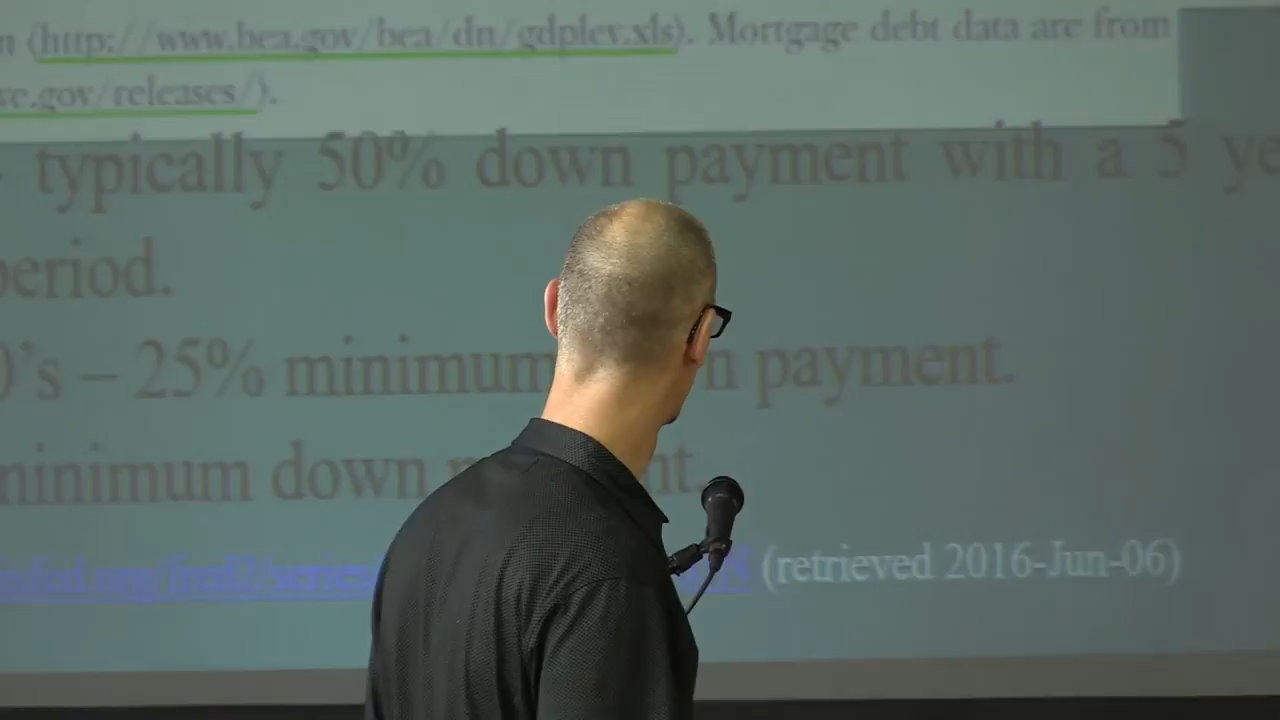 n (http://www.bea.gov/bea/dn/gdplev.xls). Mortgage debt data are from
ve.gov/releases/).
typically 50% down payment with a 5 ye
period.
0's – 25% minimum n payment.
minimum down nt.
(retrieved 2016-Jun-06)